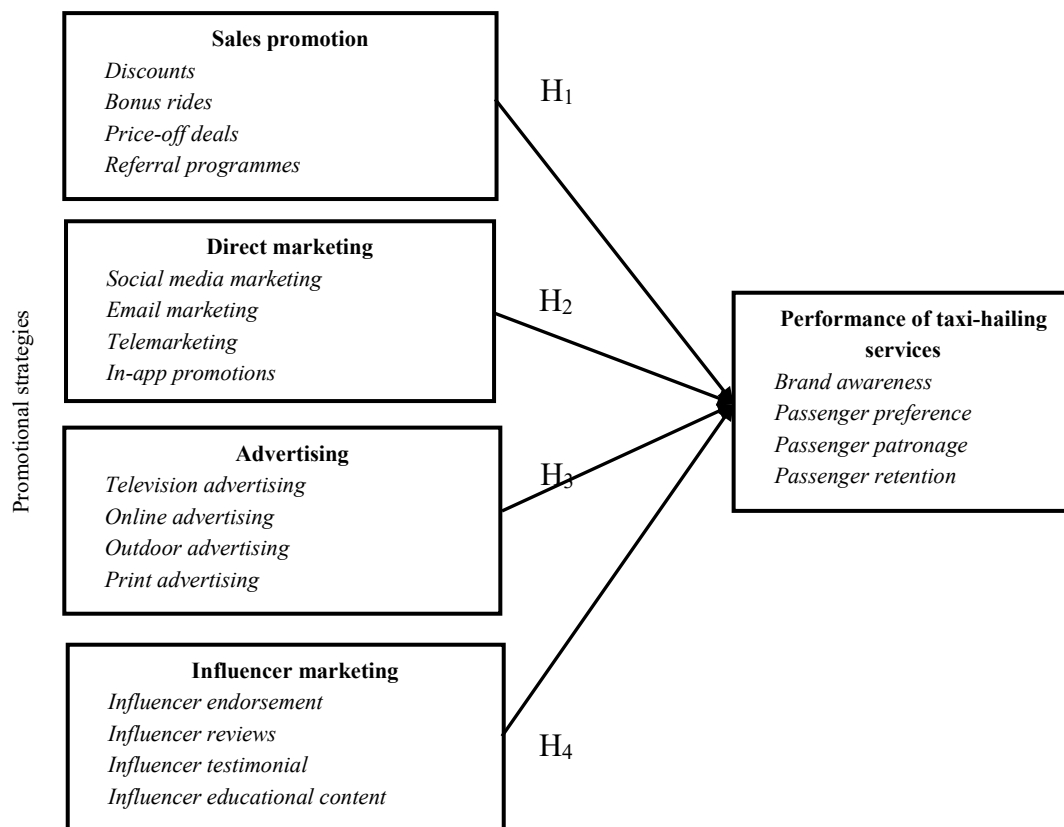 Promotional strategies
Sales promotion
Discounts
Bonus rides
Price-off deals
Referral programmes
H₁
Direct marketing
Social media marketing
Email marketing
Telemarketing
In-app promotions
H₂
Advertising
Television advertising
Online advertising
Outdoor advertising
Print advertising
H₃
Influencer marketing
Influencer endorsement
Influencer reviews
Influencer testimonial
Influencer educational content
H₄
Performance of taxi-hailing
services
Brand awareness
Passenger preference
Passenger patronage
Passenger retention